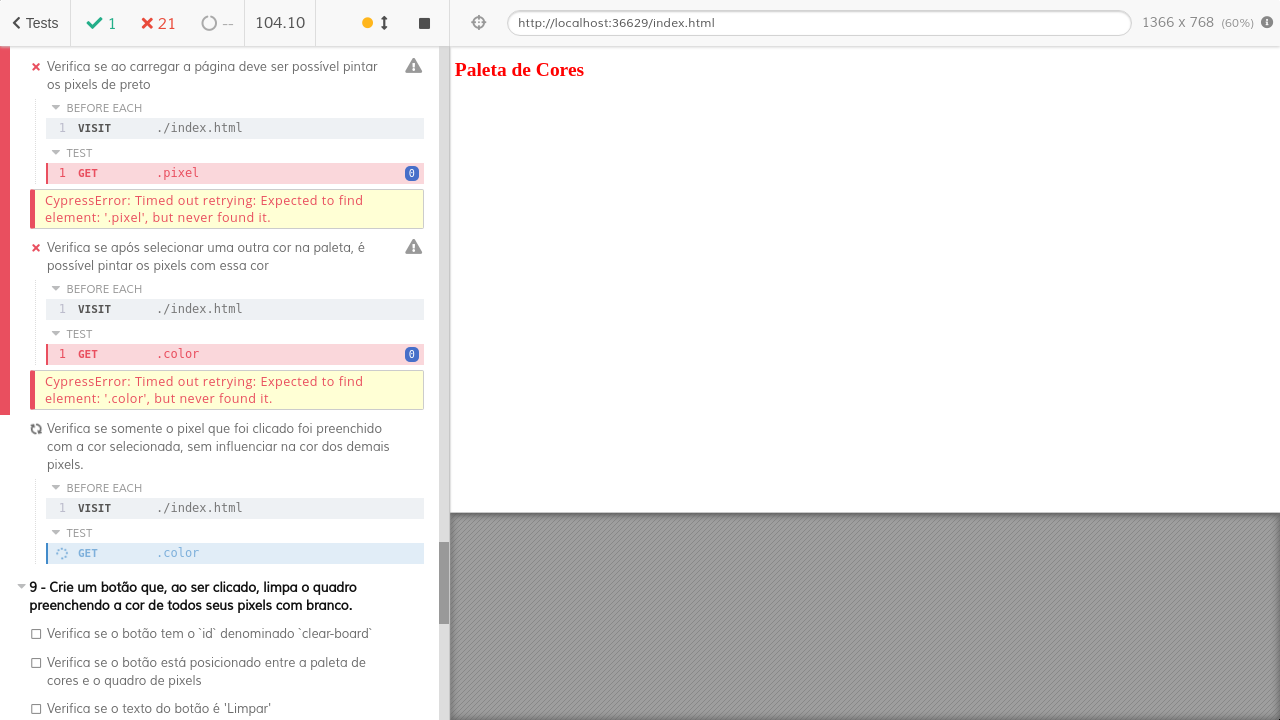 Tests 1 21 -- 104.10 http://localhost:36629/index.html 1366 x 768 (60%)
Verifica se ao carregar a página deve ser possível pintar
os pixels de preto
BEFORE EACH
1 VISIT ./index.html
TEST
1 GET .pixel 0
CypressError: Timed out retrying: Expected to find
element: '.pixel', but never found it.
Verifica se após selecionar uma outra cor na paleta, é
possível pintar os pixels com essa cor
BEFORE EACH
1 VISIT ./index.html
TEST
1 GET .color 0
CypressError: Timed out retrying: Expected to find
element: '.color', but never found it.
Verifica se somente o pixel que foi clicado foi preenchido
com a cor selecionada, sem influenciar na cor dos demais
pixels.
BEFORE EACH
1 VISIT ./index.html
TEST
GET .color
9 - Crie um botão que, ao ser clicado, limpa o quadro
preenchendo a cor de todos seus pixels com branco.
Verifica se o botão tem o `id` denominado `clear-board`
Verifica se o botão está posicionado entre a paleta de
cores e o quadro de pixels
Verifica se o texto do botão é 'Limpar'
Paleta de Cores